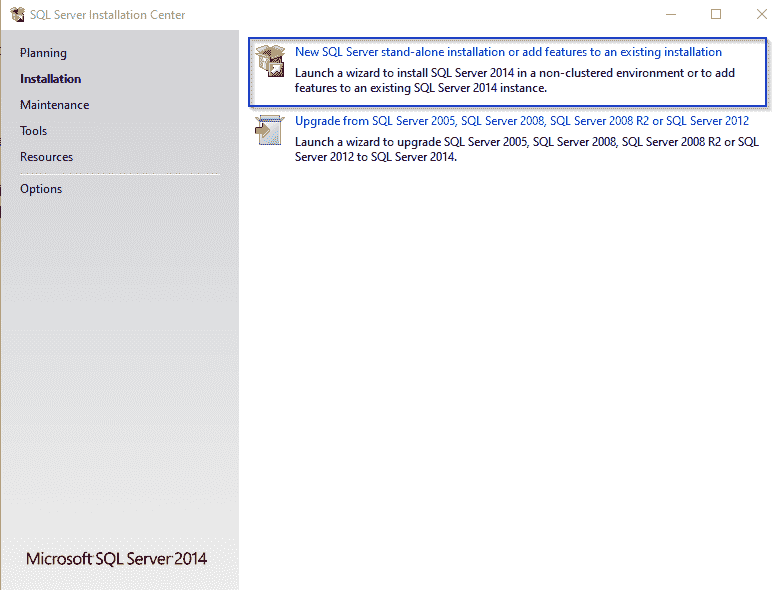 SQL Server Installation Center
Planning
Installation
Maintenance
Tools
Resources
Options
New SQL Server stand-alone installation or add features to an existing installation
Launch a wizard to install SQL Server 2014 in a non-clustered environment or to add
features to an existing SQL Server 2014 instance.
Upgrade from SQL Server 2005, SQL Server 2008, SQL Server 2008 R2 or SQL Server 2012
Launch a wizard to upgrade SQL Server 2005, SQL Server 2008, SQL Server 2008 R2 or SQL
Server 2012 to SQL Server 2014.
Microsoft SQL Server 2014